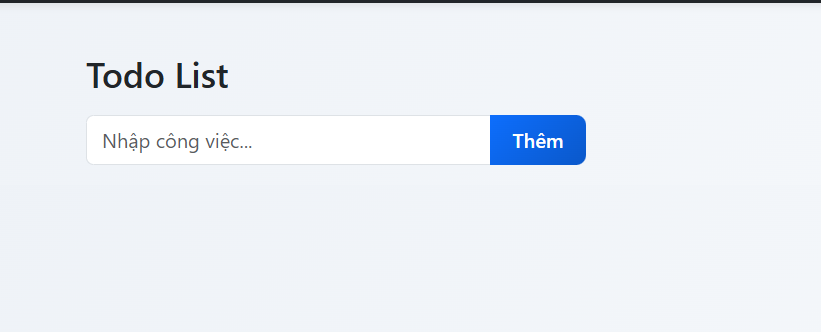 Todo List
Nhập công việc...
Thêm